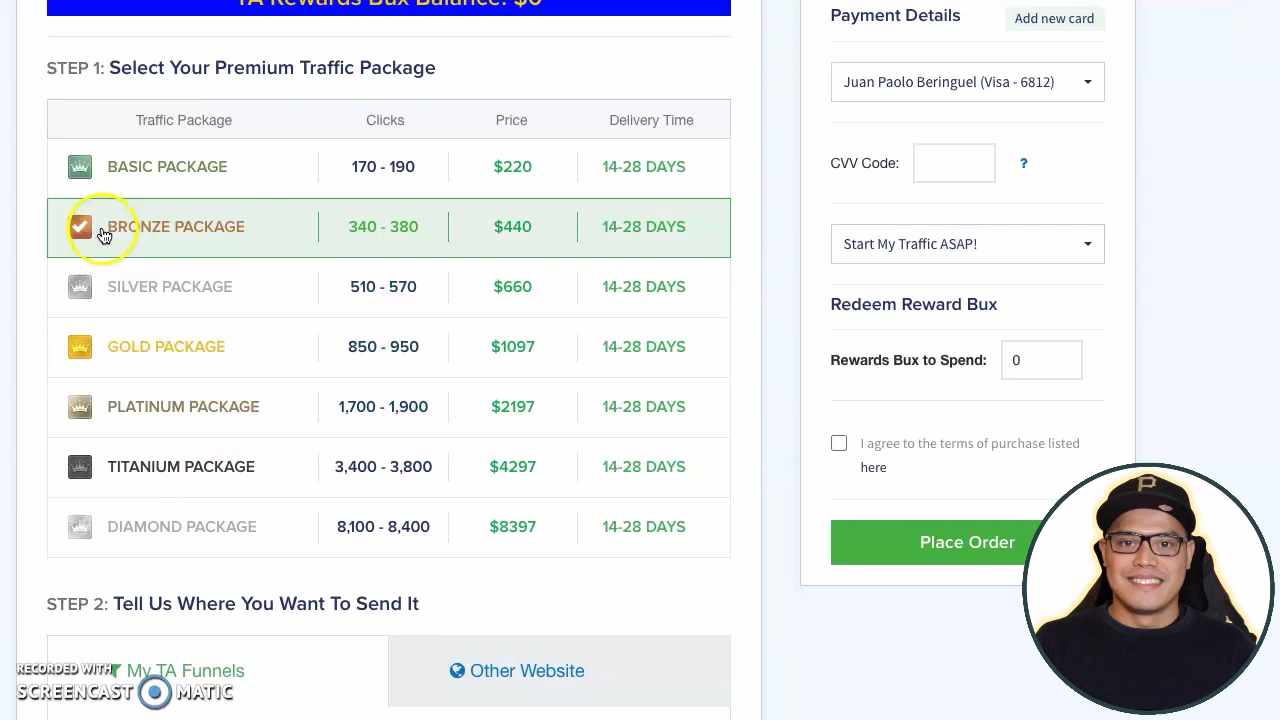 TA Rewards Bux Balance: $0
STEP 1: Select Your Premium Traffic Package
Traffic Package Clicks Price Delivery Time
BASIC PACKAGE 170 - 190 $220 14-28 DAYS
BRONZE PACKAGE 340 - 380 $440 14-28 DAYS
SILVER PACKAGE 510 - 570 $660 14-28 DAYS
GOLD PACKAGE 850 - 950 $1097 14-28 DAYS
PLATINUM PACKAGE 1,700 - 1,900 $2197 14-28 DAYS
TITANIUM PACKAGE 3,400 - 3,800 $4297 14-28 DAYS
DIAMOND PACKAGE 8,100 - 8,400 $8397 14-28 DAYS
STEP 2: Tell Us Where You Want To Send It
My TA Funnels
Other Website
RECORDED WITH
SCREENCAST MATIC
Payment Details
Add new card
Juan Paolo Beringuel (Visa - 6812)
CVV Code: ?
Start My Traffic ASAP!
Redeem Reward Bux
Rewards Bux to Spend: 0
I agree to the terms of purchase listed
here
Place Order
P